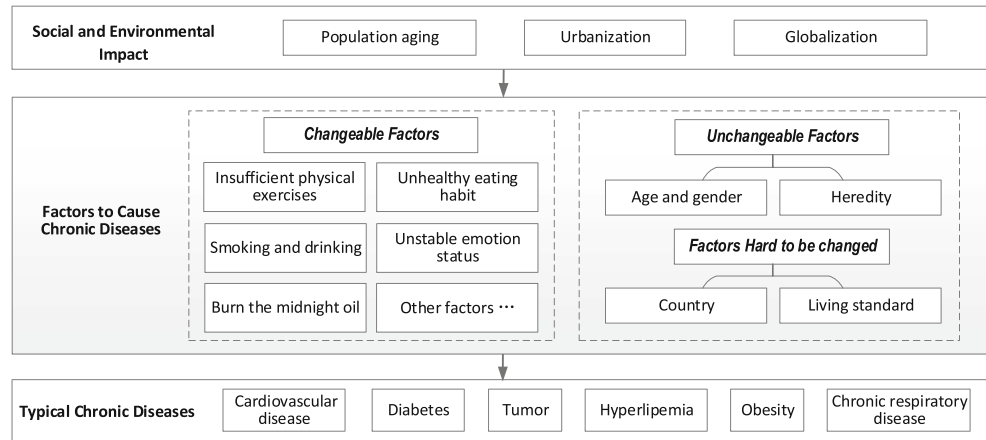 Social and Environmental
Impact
Population aging
Urbanization
Globalization
Factors to Cause
Chronic Diseases
Changeable Factors
Insufficient physical
exercises
Unhealthy eating
habit
Smoking and drinking
Unstable emotion
status
Burn the midnight oil
Other factors ···
Unchangeable Factors
Age and gender
Heredity
Factors Hard to be changed
Country
Living standard
Typical Chronic Diseases
Cardiovascular
disease
Diabetes
Tumor
Hyperlipemia
Obesity
Chronic respiratory
disease